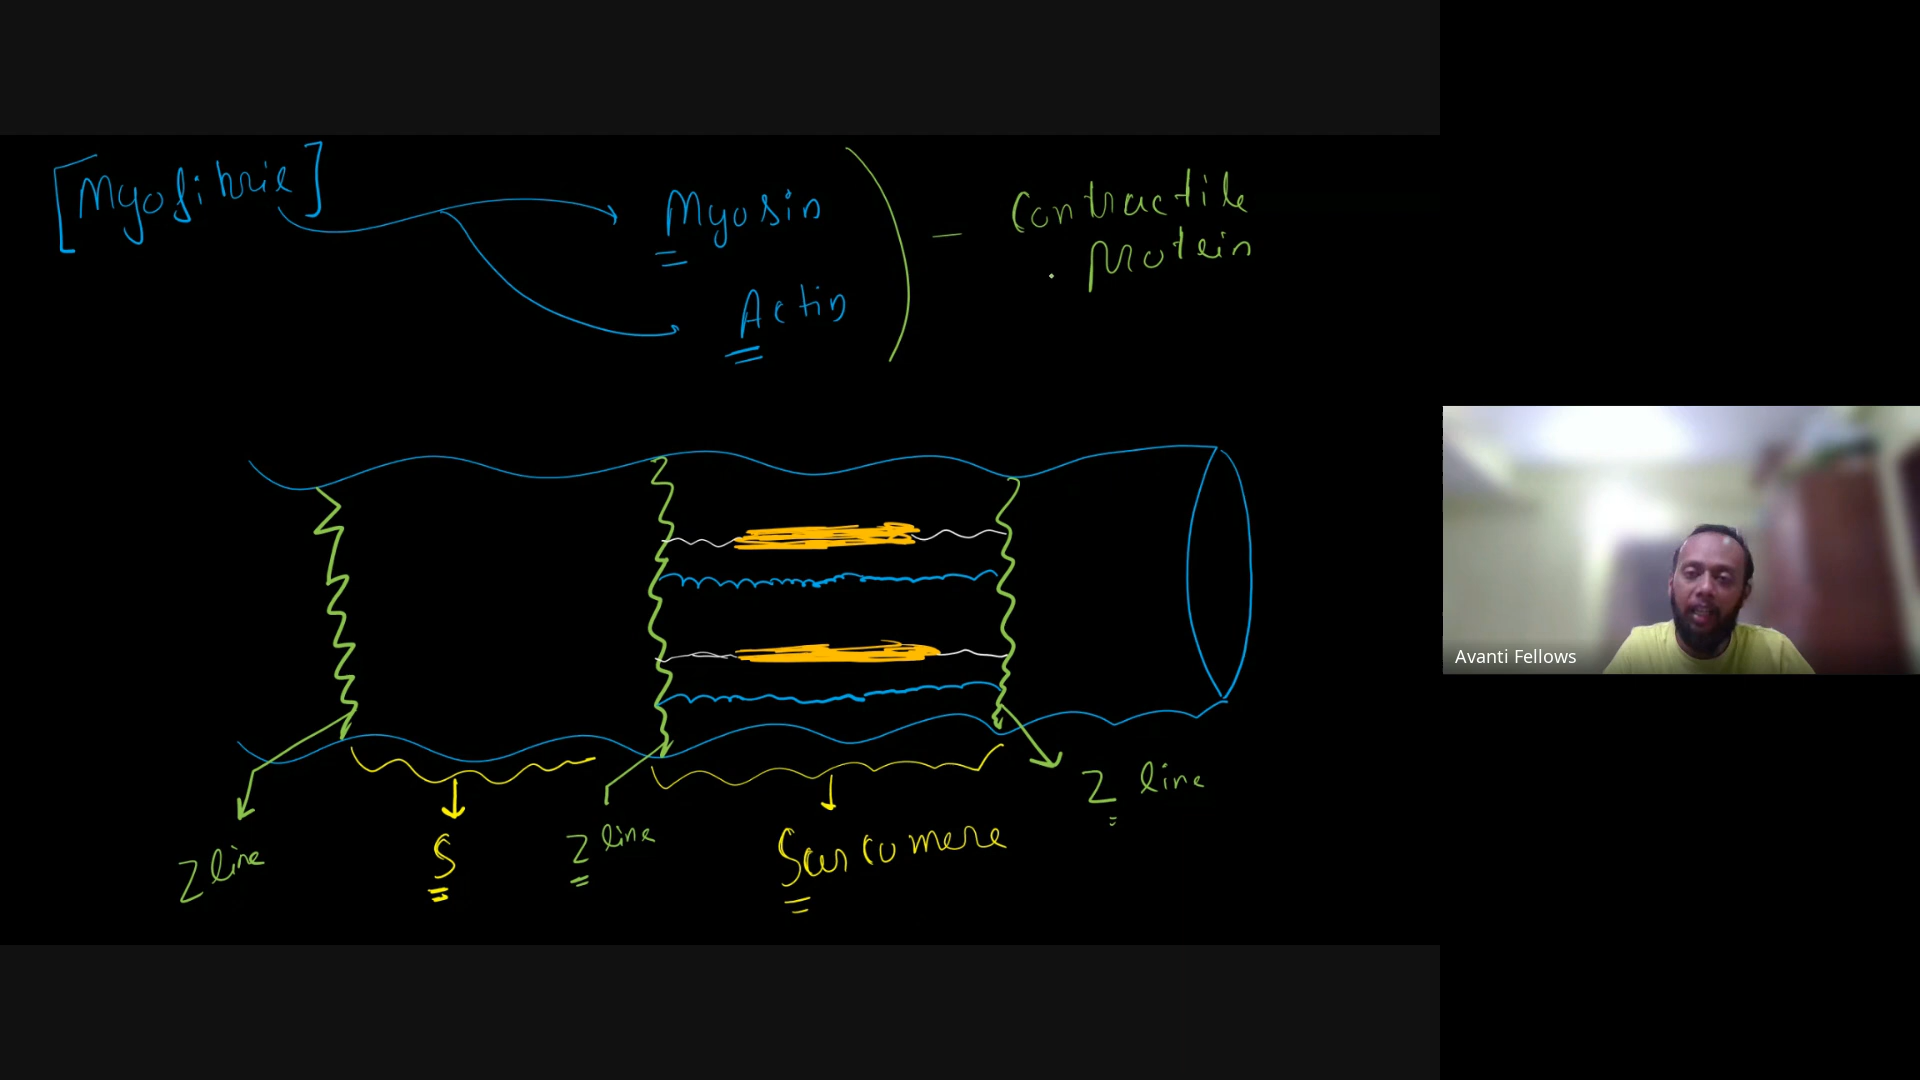 [Myofibril]
Myosin
Actin
- Contractile
Protein
Z line
S
Z line
Sarcomere
Z line
Avanti Fellows